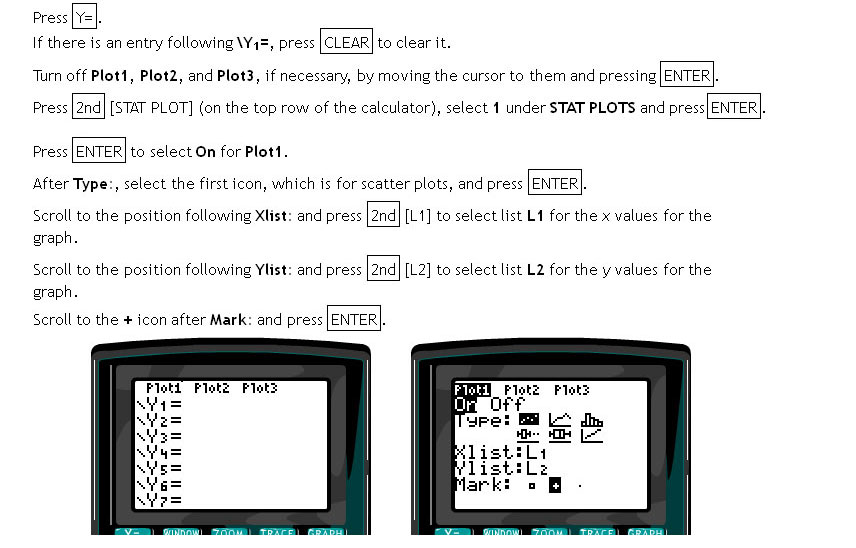 Press Y=.
If there is an entry following \Y1=, press CLEAR to clear it.
Turn off Plot1, Plot2, and Plot3, if necessary, by moving the cursor to them and pressing ENTER.
Press 2nd [STAT PLOT] (on the top row of the calculator), select 1 under STAT PLOTS and press ENTER.
Press ENTER to select On for Plot1.
After Type:, select the first icon, which is for scatter plots, and press ENTER.
Scroll to the position following Xlist: and press 2nd [L1] to select list L1 for the x values for the
graph.
Scroll to the position following Ylist: and press 2nd [L2] to select list L2 for the y values for the
graph.
Scroll to the + icon after Mark: and press ENTER.
Plot1 Plot2 Plot3
\Y1=
\Y2=
\Y3=
\Y4=
\Y5=
\Y6=
\Y7=
Y= WINDOW ZOOM TRACE GRAPH
Plot1 Plot2 Plot3
On Off
Type:
Xlist:L1
Ylist:L2
Mark: ▫ + ·
Y= WINDOW ZOOM TRACE GRAPH